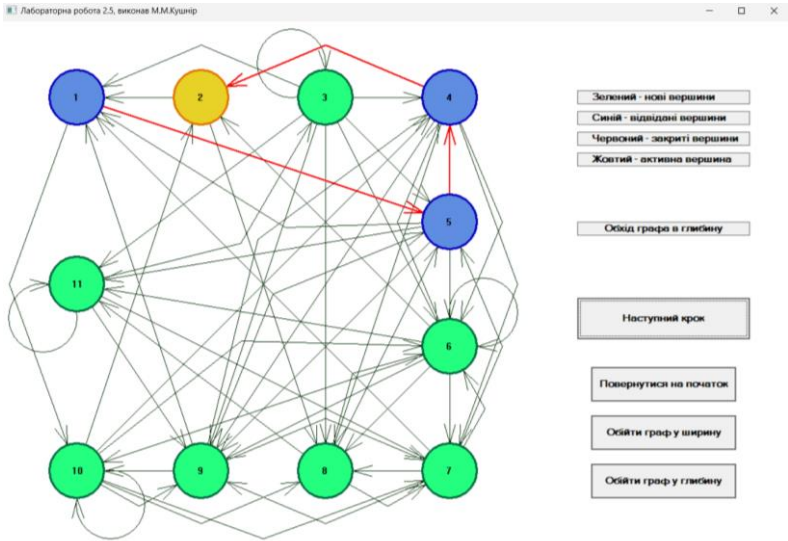 Лабораторна робота 2.5, виконав М.М.Кушнір
1
2
3
4
Зелений - нові вершини
Синій - відвідані вершини
Червоний - закриті вершини
Жовтий - активна вершина
5
Обхід графа в глибину
11
Наступний крок
6
Повернутися на початок
Обійти граф у ширину
10
9
8
7
Обійти граф у глибину